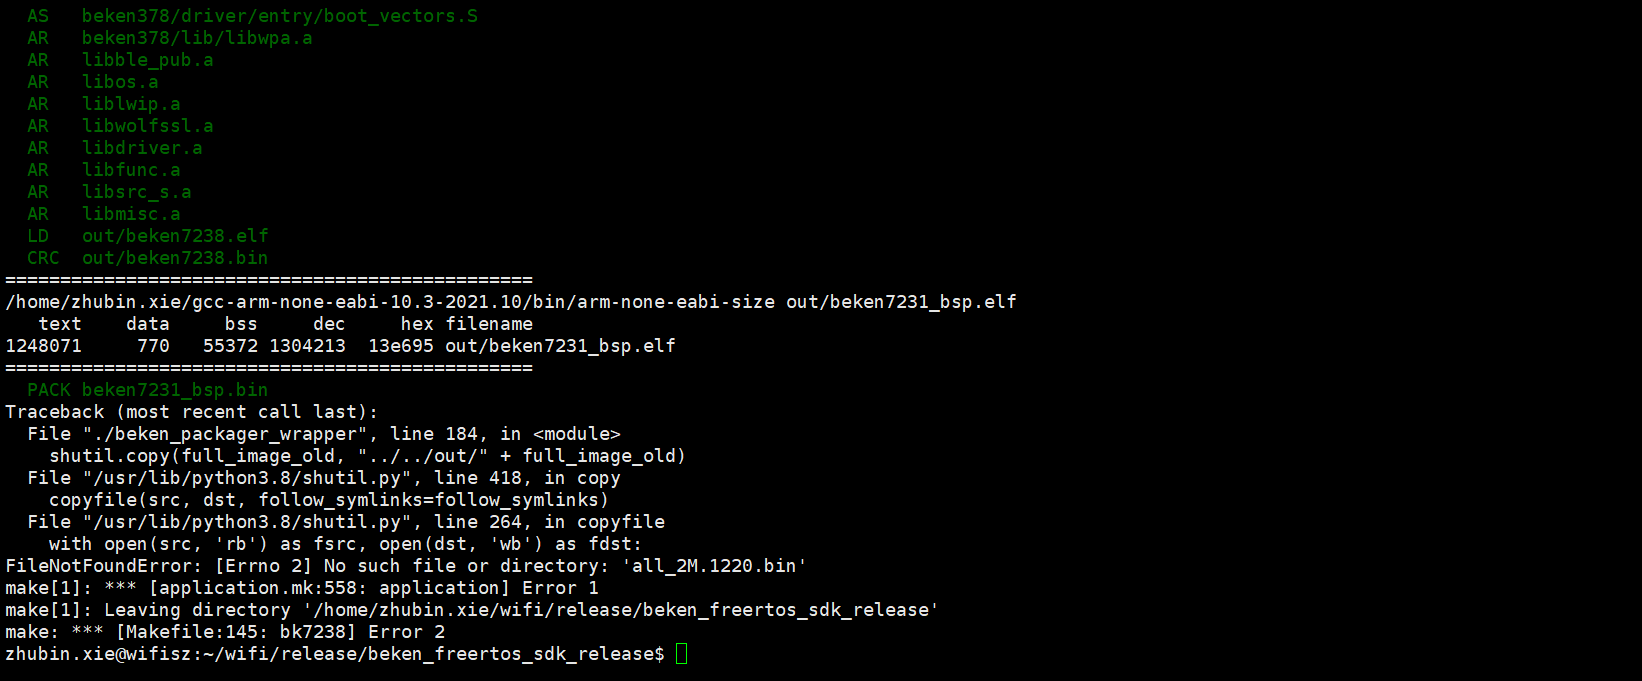 AS   beken378/driver/entry/boot_vectors.S
AR   beken378/lib/libwpa.a
AR   libble_pub.a
AR   libos.a
AR   liblwip.a
AR   libwolfssl.a
AR   libdriver.a
AR   libfunc.a
AR   libsrc_s.a
AR   libmisc.a
LD   out/beken7238.elf
CRC  out/beken7238.bin
================================================
/home/zhubin.xie/gcc-arm-none-eabi-10.3-2021.10/bin/arm-none-eabi-size out/beken7231_bsp.elf
   text    data     bss     dec     hex filename
1248071     770   55372 1304213  13e695 out/beken7231_bsp.elf
================================================
  PACK beken7231_bsp.bin
Traceback (most recent call last):
  File "./beken_packager_wrapper", line 184, in <module>
    shutil.copy(full_image_old, "../../out/" + full_image_old)
  File "/usr/lib/python3.8/shutil.py", line 418, in copy
    copyfile(src, dst, follow_symlinks=follow_symlinks)
  File "/usr/lib/python3.8/shutil.py", line 264, in copyfile
    with open(src, 'rb') as fsrc, open(dst, 'wb') as fdst:
FileNotFoundError: [Errno 2] No such file or directory: 'all_2M.1220.bin'
make[1]: *** [application.mk:558: application] Error 1
make[1]: Leaving directory '/home/zhubin.xie/wifi/release/beken_freertos_sdk_release'
make: *** [Makefile:145: bk7238] Error 2
zhubin.xie@wifisz:~/wifi/release/beken_freertos_sdk_release$